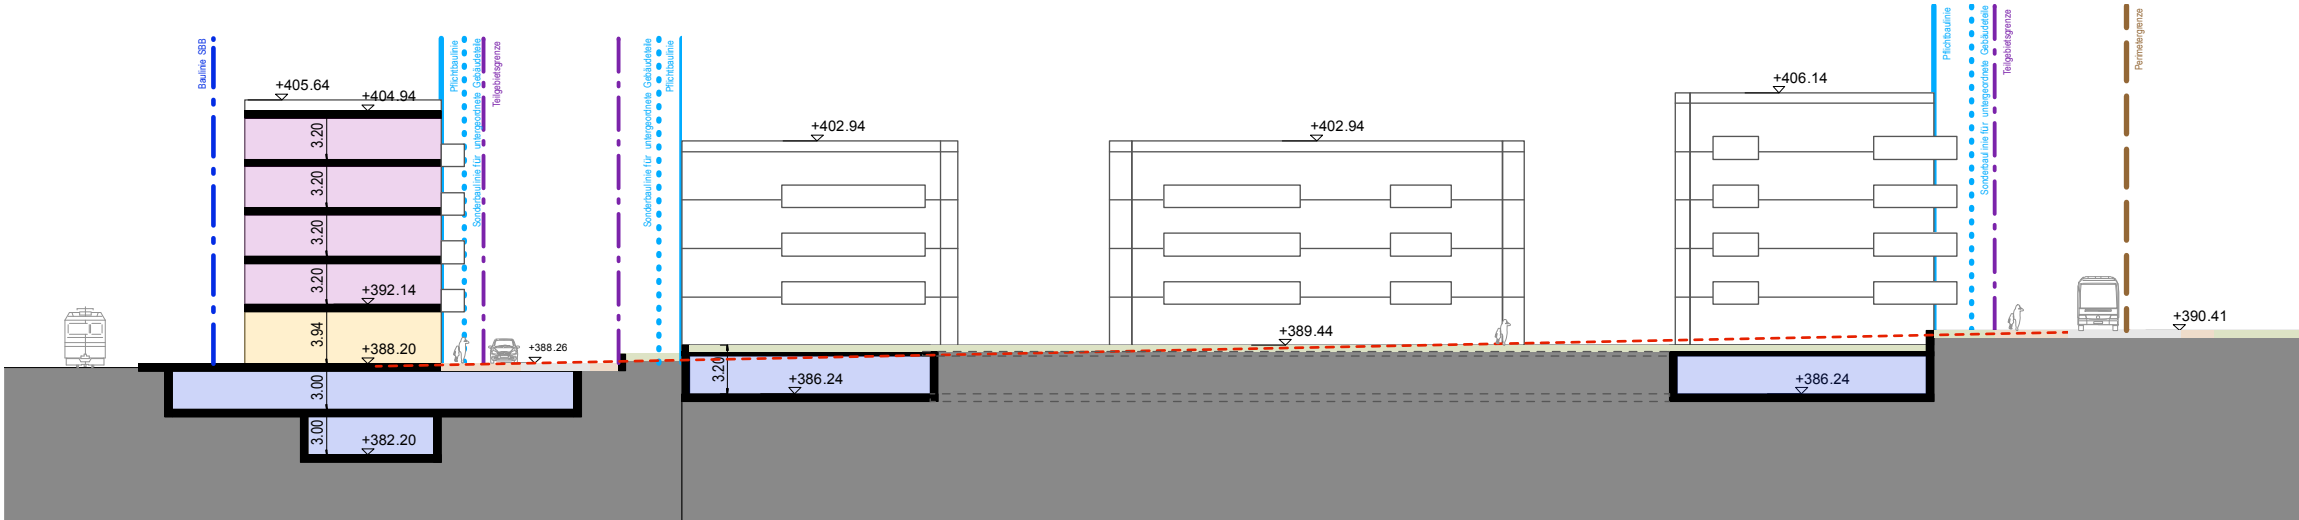 Baulinie SBB
+405.64
+404.94
3.20
3.20
3.20
3.20
+392.14
3.94
+388.20
3.00
3.00
+382.20
Pflichtbaulinie
Sonderbaulinie für untergeordnete Gebäudeteile
Teilgebietsgrenze
+388.26
Sonderbaulinie für untergeordnete Gebäudeteile
Pflichtbaulinie
+402.94
3.20
+386.24
+402.94
+389.44
+406.14
+386.24
Pflichtbaulinie
Sonderbaulinie für untergeordnete Gebäudeteile
Teilgebietsgrenze
Perimetergrenze
+390.41